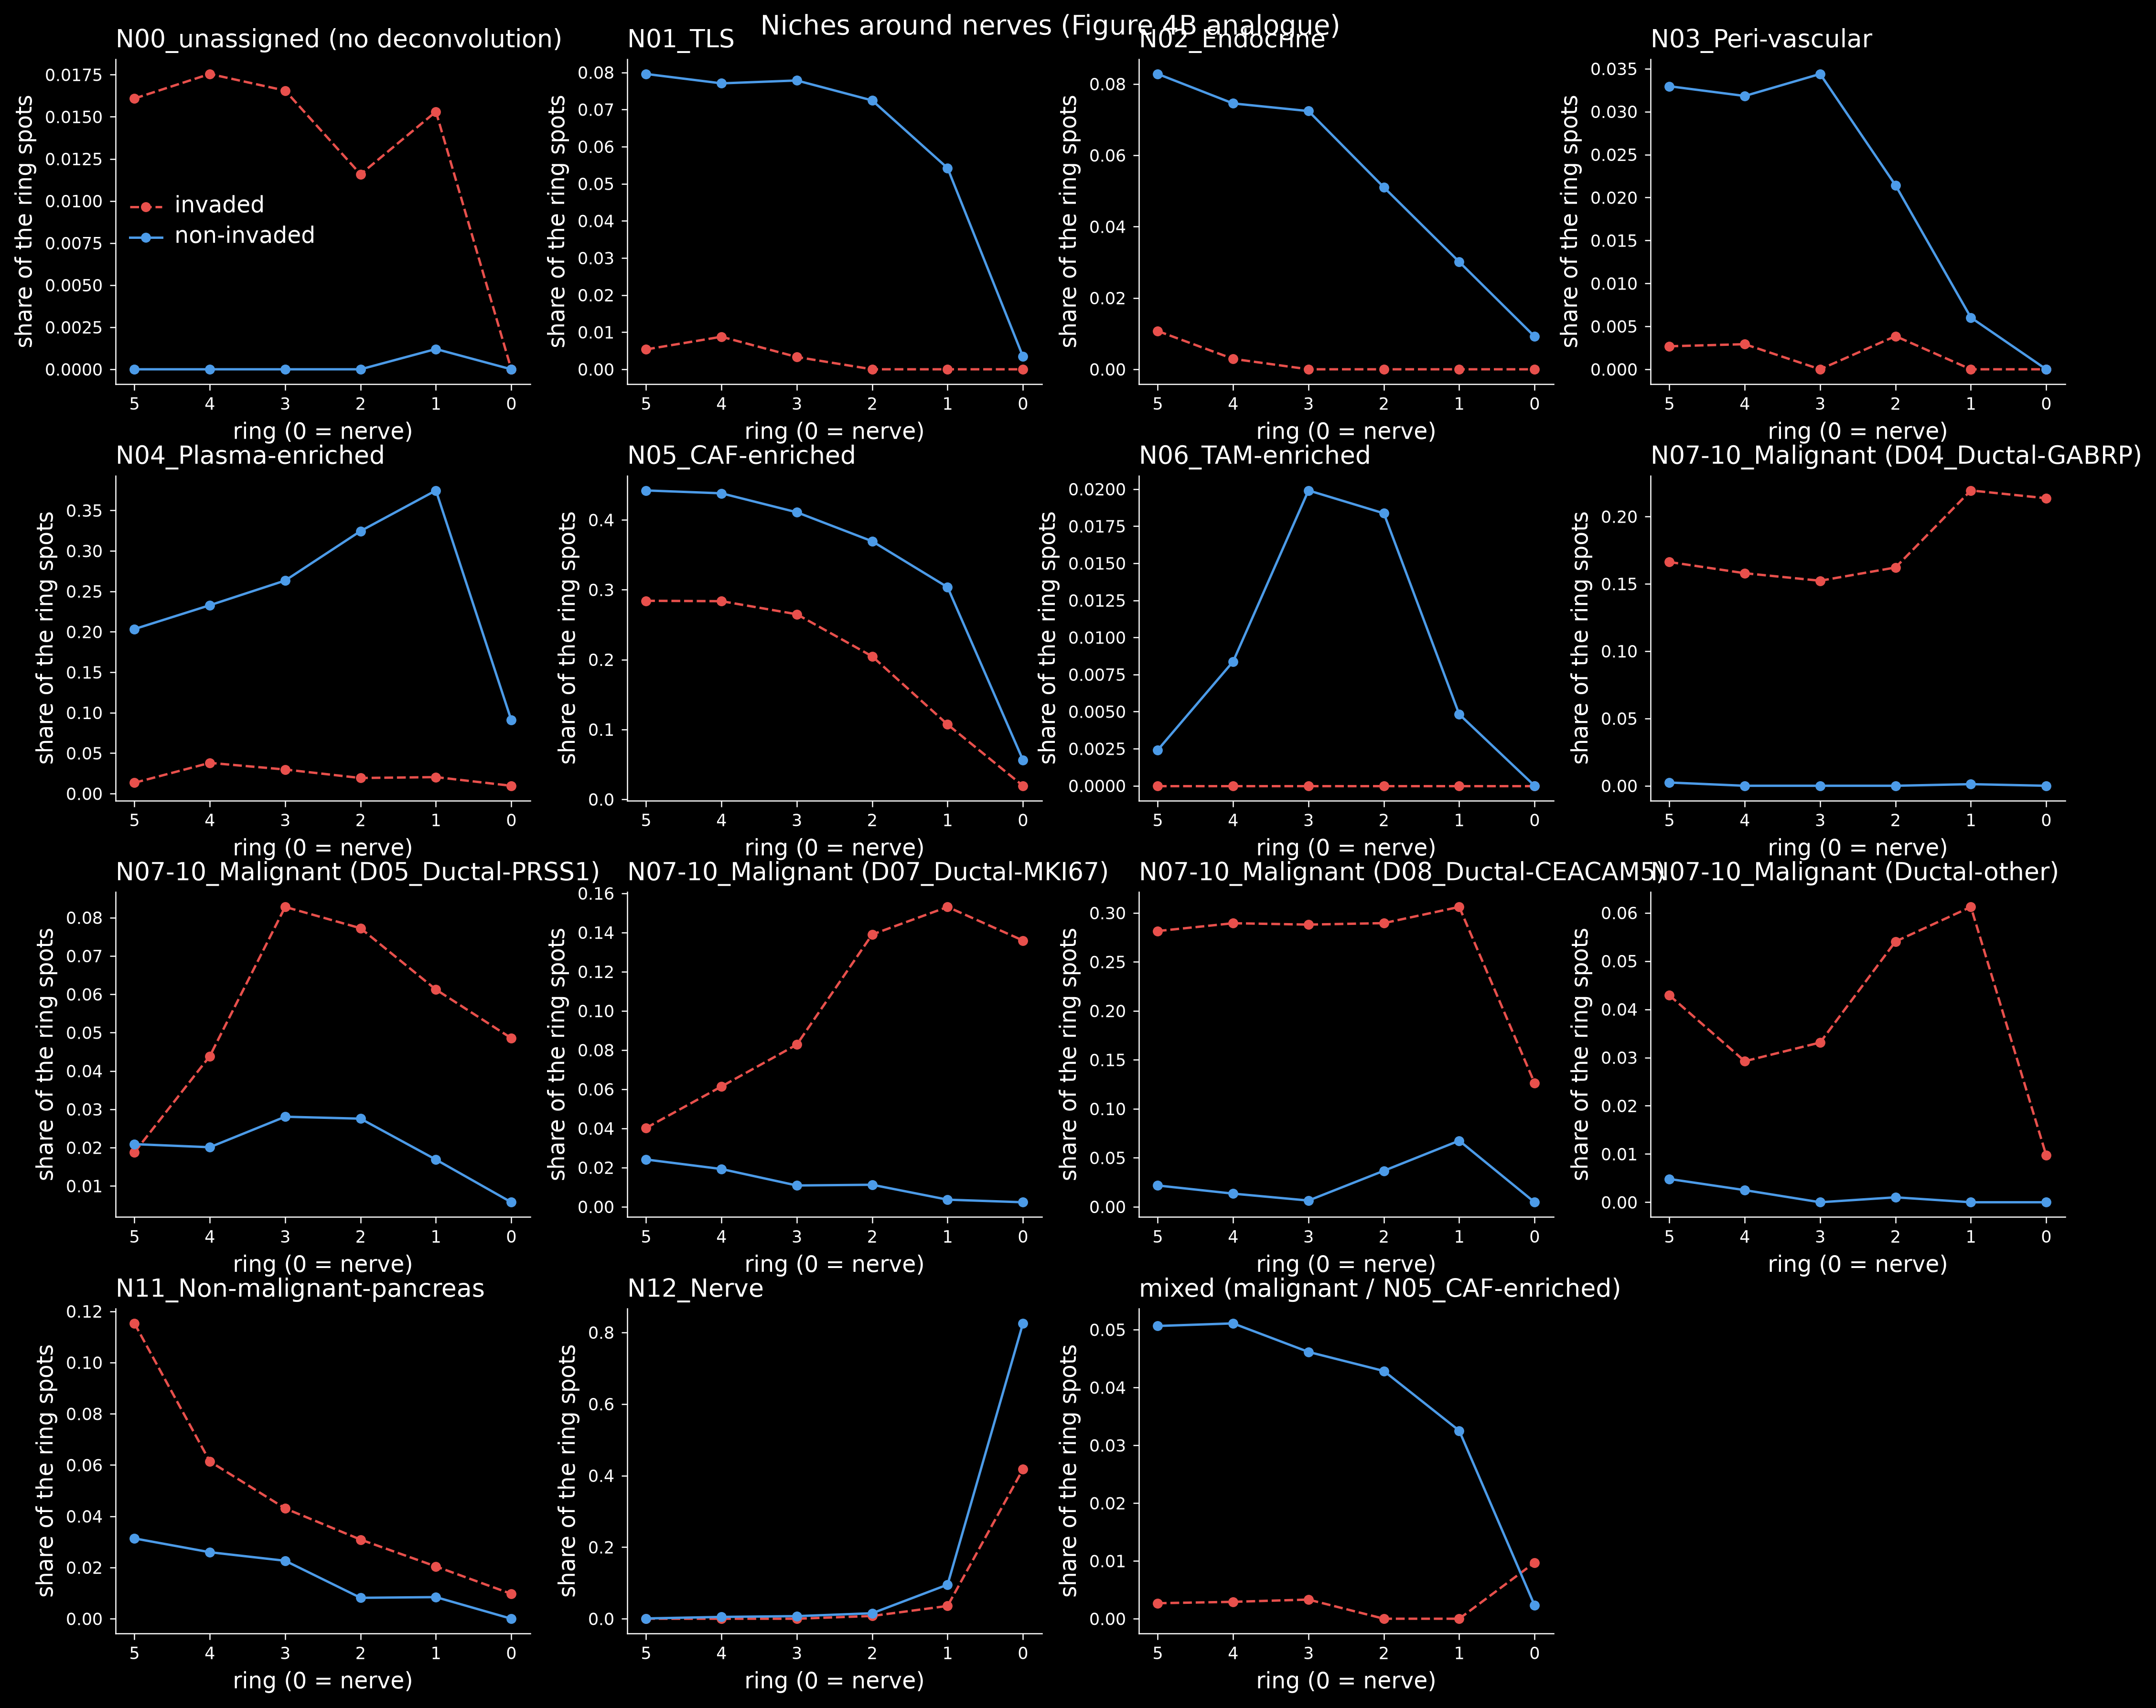 Niches around nerves (Figure 4B analogue)
N00_unassigned (no deconvolution)
share of the ring spots
0.0175
0.0150
0.0125
0.0100
0.0075
0.0050
0.0025
0.0000
invaded
non-invaded
5 4 3 2 1 0
ring (0 = nerve)
N01_TLS
share of the ring spots
0.08
0.07
0.06
0.05
0.04
0.03
0.02
0.01
0.00
5 4 3 2 1 0
ring (0 = nerve)
N02_Endocrine
share of the ring spots
0.08
0.06
0.04
0.02
0.00
5 4 3 2 1 0
ring (0 = nerve)
N03_Peri-vascular
share of the ring spots
0.035
0.030
0.025
0.020
0.015
0.010
0.005
0.000
5 4 3 2 1 0
ring (0 = nerve)
N04_Plasma-enriched
share of the ring spots
0.35
0.30
0.25
0.20
0.15
0.10
0.05
0.00
5 4 3 2 1 0
ring (0 = nerve)
N05_CAF-enriched
share of the ring spots
0.4
0.3
0.2
0.1
0.0
5 4 3 2 1 0
ring (0 = nerve)
N06_TAM-enriched
share of the ring spots
0.0200
0.0175
0.0150
0.0125
0.0100
0.0075
0.0050
0.0025
0.0000
5 4 3 2 1 0
ring (0 = nerve)
N07-10_Malignant (D04_Ductal-GABRP)
share of the ring spots
0.20
0.15
0.10
0.05
0.00
5 4 3 2 1 0
ring (0 = nerve)
N07-10_Malignant (D05_Ductal-PRSS1)
share of the ring spots
0.08
0.07
0.06
0.05
0.04
0.03
0.02
0.01
5 4 3 2 1 0
ring (0 = nerve)
N07-10_Malignant (D07_Ductal-MKI67)
share of the ring spots
0.16
0.14
0.12
0.10
0.08
0.06
0.04
0.02
0.00
5 4 3 2 1 0
ring (0 = nerve)
N07-10_Malignant (D08_Ductal-CEACAM5)
share of the ring spots
0.30
0.25
0.20
0.15
0.10
0.05
0.00
5 4 3 2 1 0
ring (0 = nerve)
N07-10_Malignant (Ductal-other)
share of the ring spots
0.06
0.05
0.04
0.03
0.02
0.01
0.00
5 4 3 2 1 0
ring (0 = nerve)
N11_Non-malignant-pancreas
share of the ring spots
0.12
0.10
0.08
0.06
0.04
0.02
0.00
5 4 3 2 1 0
ring (0 = nerve)
N12_Nerve
share of the ring spots
0.8
0.6
0.4
0.2
0.0
5 4 3 2 1 0
ring (0 = nerve)
mixed (malignant / N05_CAF-enriched)
share of the ring spots
0.05
0.04
0.03
0.02
0.01
0.00
5 4 3 2 1 0
ring (0 = nerve)